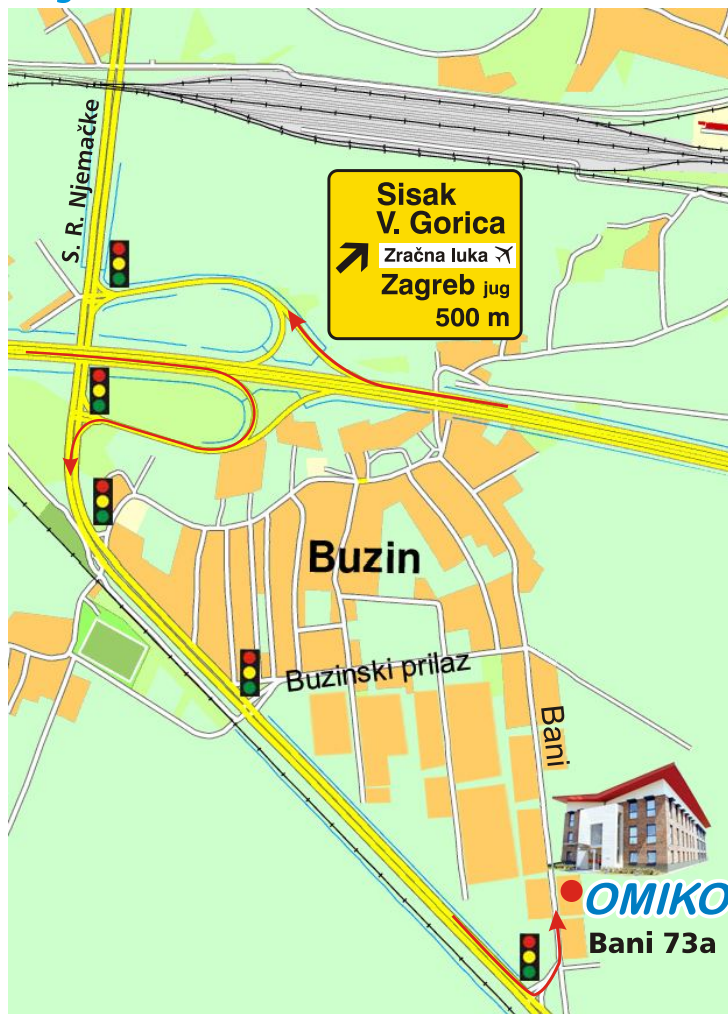 S. R. Njemačke
Sisak
V. Gorica
Zračna luka
Zagreb jug
500 m
Buzin
Buzinski prilaz
Bani
OMIKO
Bani 73a